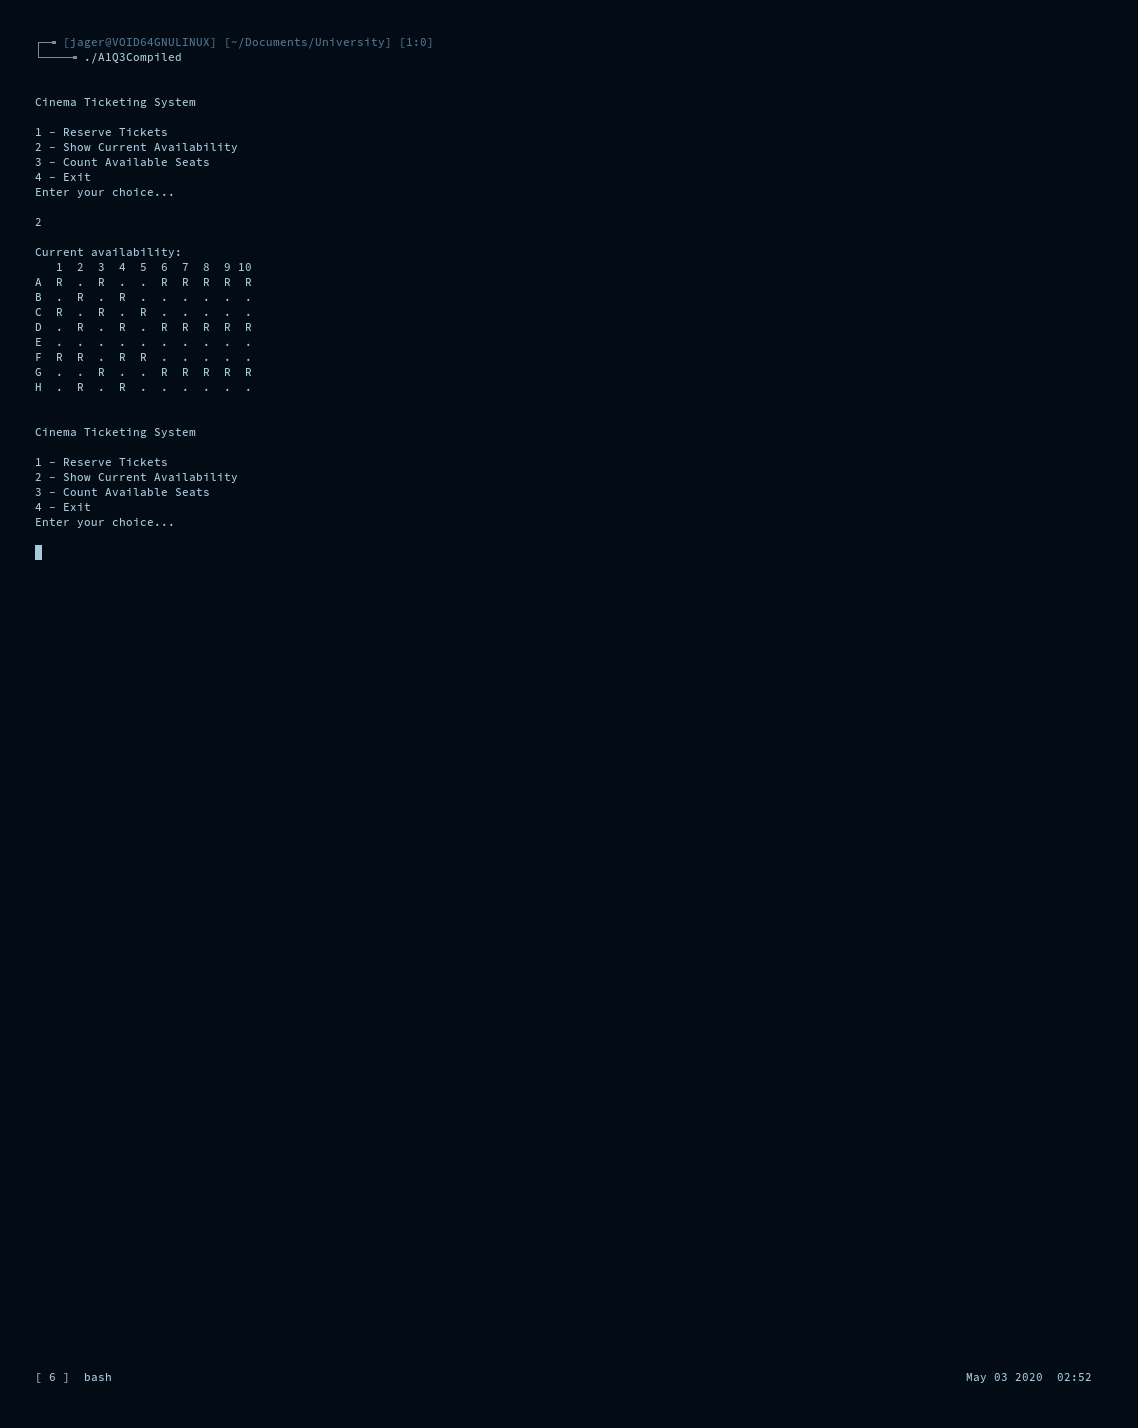 [jager@VOID64GNULINUX] [~/Documents/University] [1:0]
./A1Q3Compiled
Cinema Ticketing System
1 - Reserve Tickets
2 - Show Current Availability
3 - Count Available Seats
4 - Exit
Enter your choice...
2
Current availability:
   1  2  3  4  5  6  7  8  9 10
A  R  .  R  .  .  R  R  R  R  R
B  .  R  .  R  .  .  .  .  .  .
C  R  .  R  .  R  .  .  .  .  .
D  .  R  .  R  .  R  R  R  R  R
E  .  .  .  .  .  .  .  .  .  .
F  R  R  .  R  R  .  .  .  .  .
G  .  .  R  .  .  R  R  R  R  R
H  .  R  .  R  .  .  .  .  .  .
Cinema Ticketing System
1 - Reserve Tickets
2 - Show Current Availability
3 - Count Available Seats
4 - Exit
Enter your choice...
[ 6 ]  bash
May 03 2020  02:52